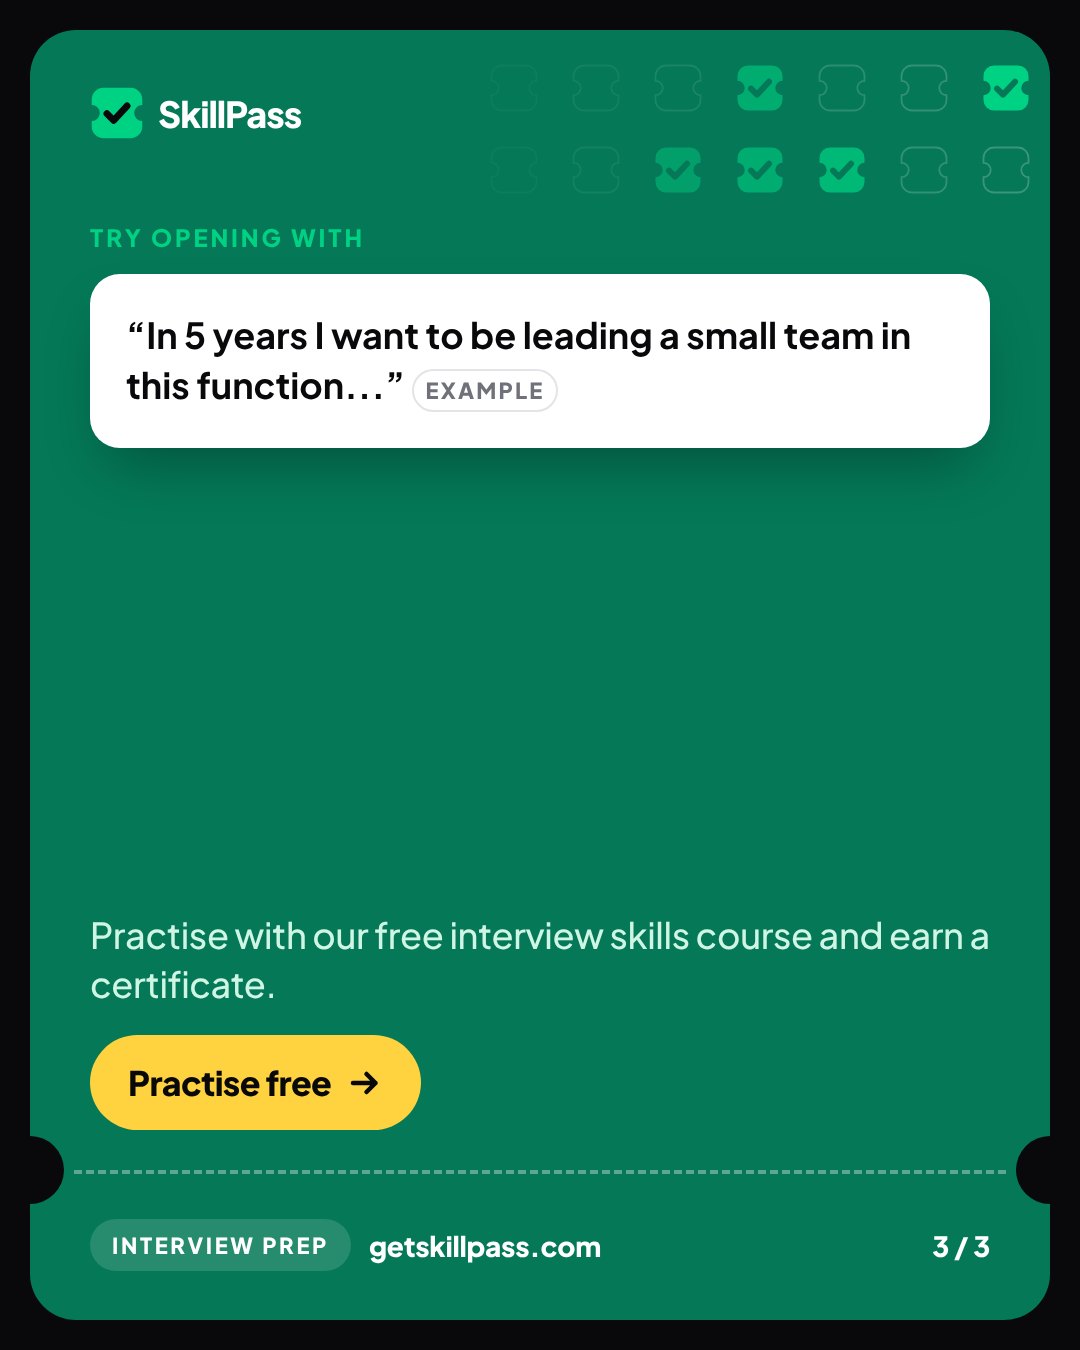 SkillPass
TRY OPENING WITH
“In 5 years I want to be leading a small team in
this function...” EXAMPLE
Practise with our free interview skills course and earn a
certificate.
Practise free →
INTERVIEW PREP getskillpass.com 3 / 3